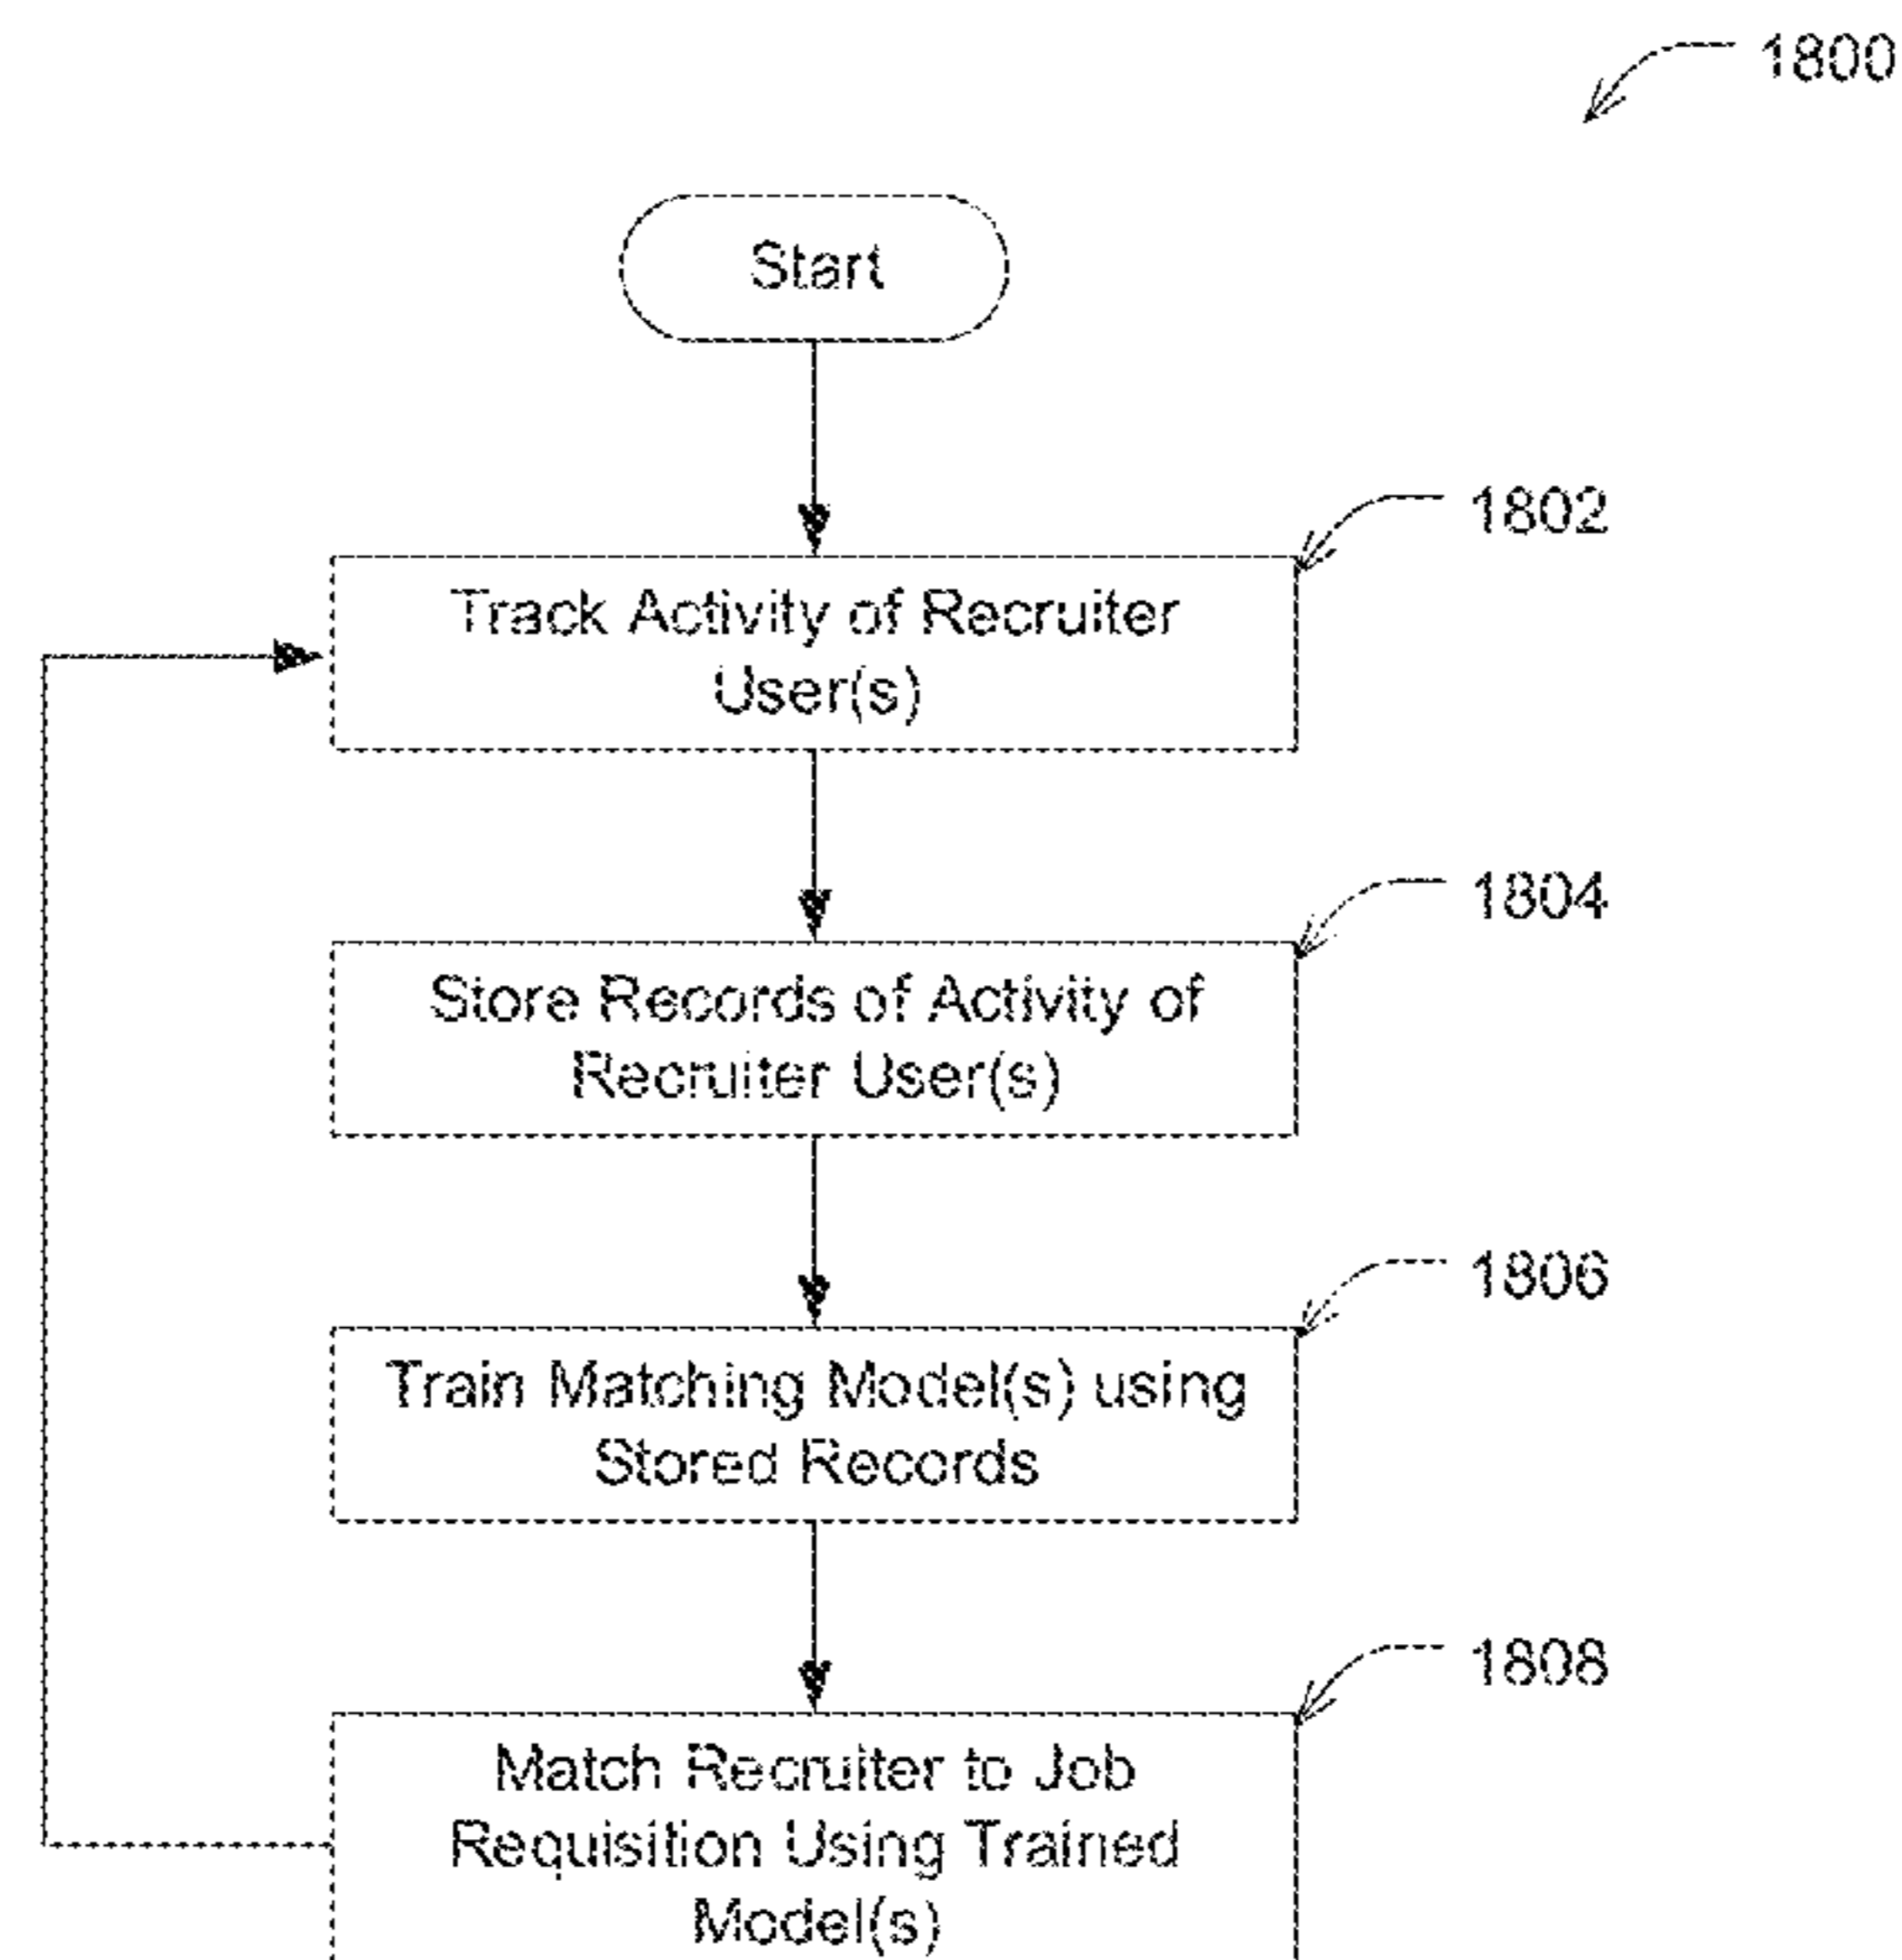 1800
Start
1802
Track Activity of Recruiter
User(s)
1804
Store Records of Activity of
Recruiter User(s)
1806
Train Matching Model(s) using
Stored Records
1808
Match Recruiter to Job
Requisition Using Trained
Model(s)